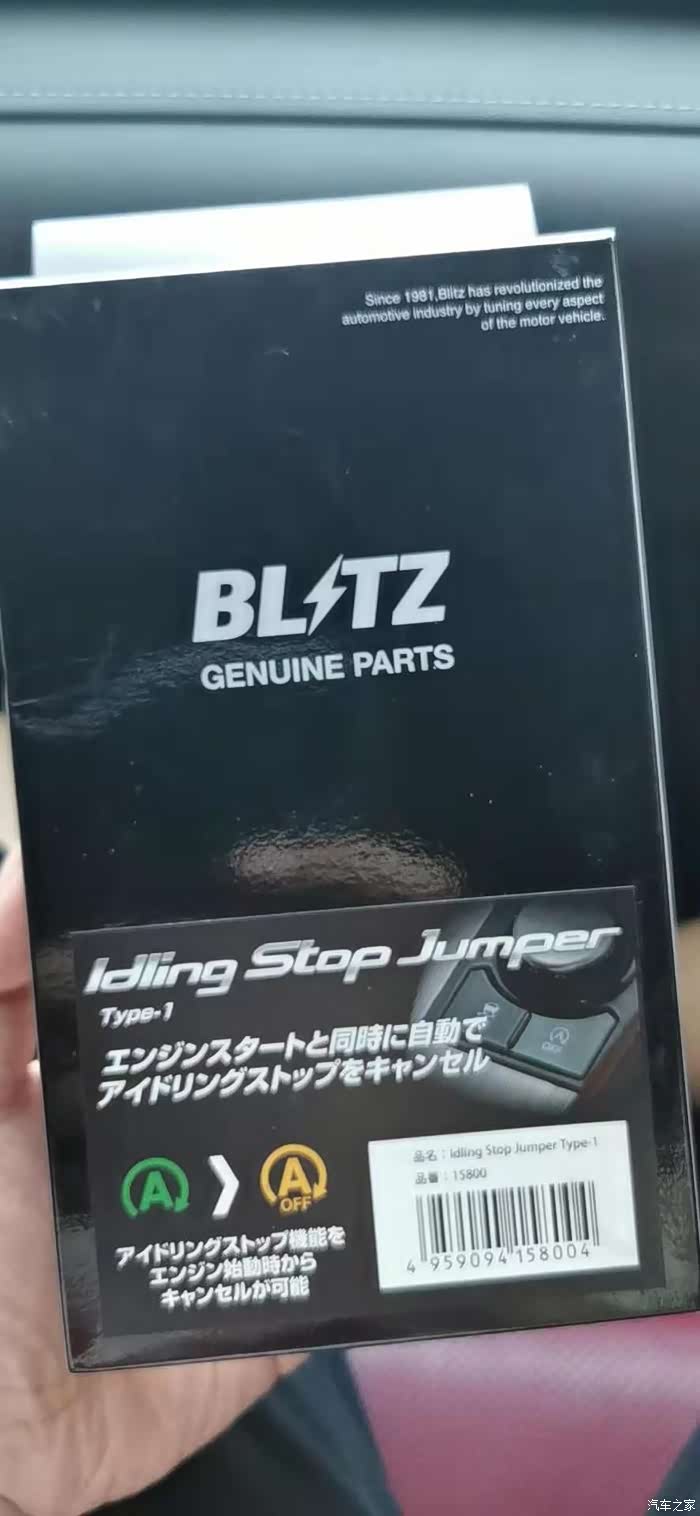 Since 1981,Blitz has revolutionized the
automotive industry by tuning every aspect
of the motor vehicle.
BLITZ
GENUINE PARTS
Idling Stop Jumper
Type-1
エンジンスタートと同時に自動で
アイドリングストップをキャンセル
A
A
OFF
アイドリングストップ機能を
エンジン始動時から
キャンセルが可能
品名：Idling Stop Jumper Type-1
品番：15800
4 959094 158004
汽车之家